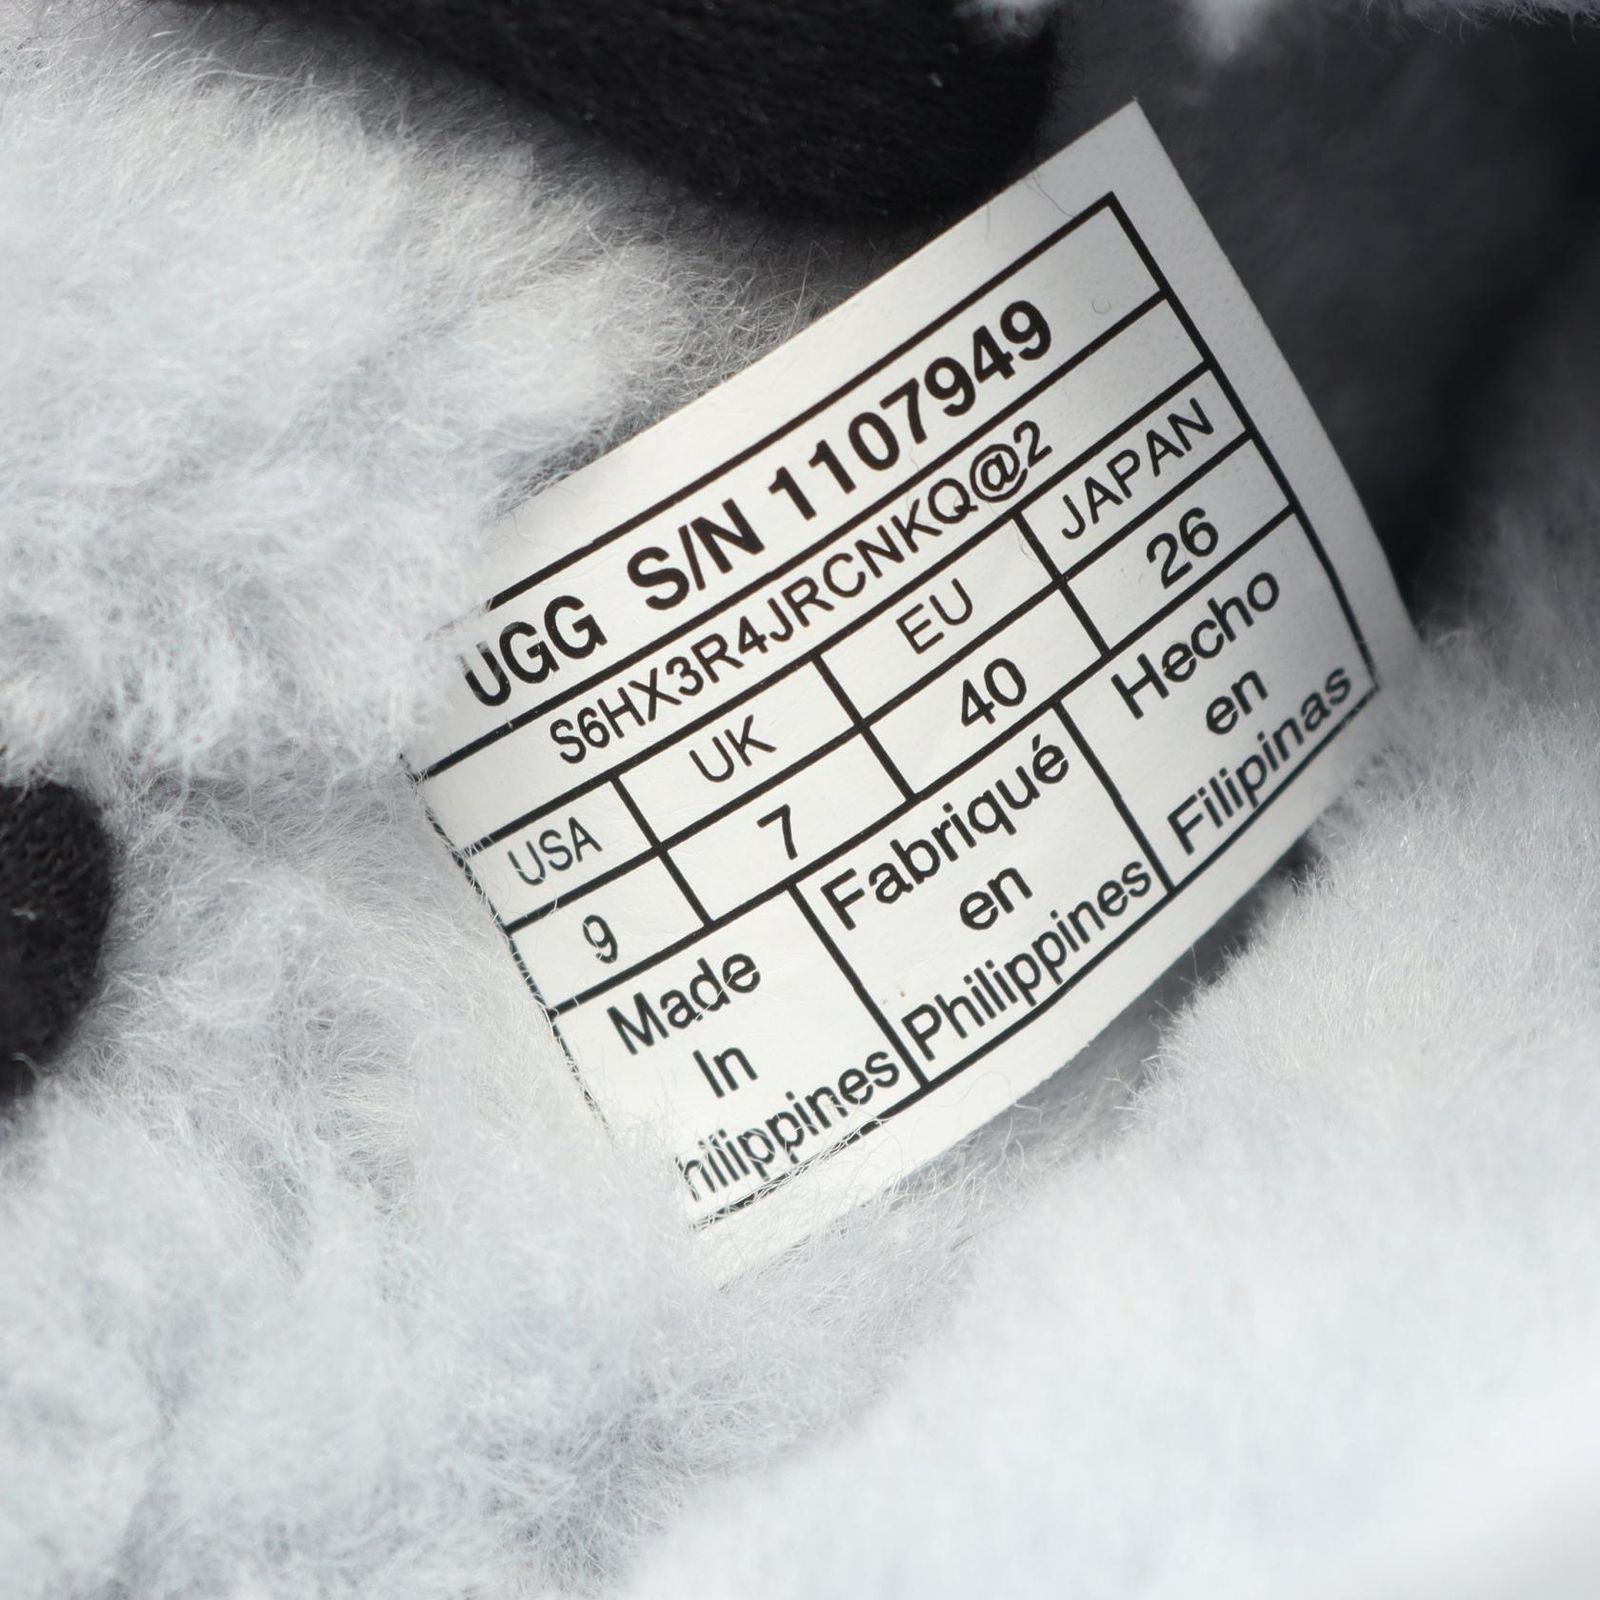 UGG S/N 1107949
S6HX3R4JRCNKQ@2
USA UK EU JAPAN
9 7 40 26
Made
In
hilippines
Fabriqué
en
Philippines
Hecho
en
Filipinas